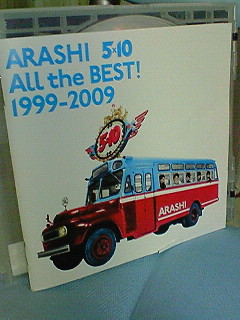 ARASHI 5×10
All the BEST!
1999-2009
5×10
ARASHI